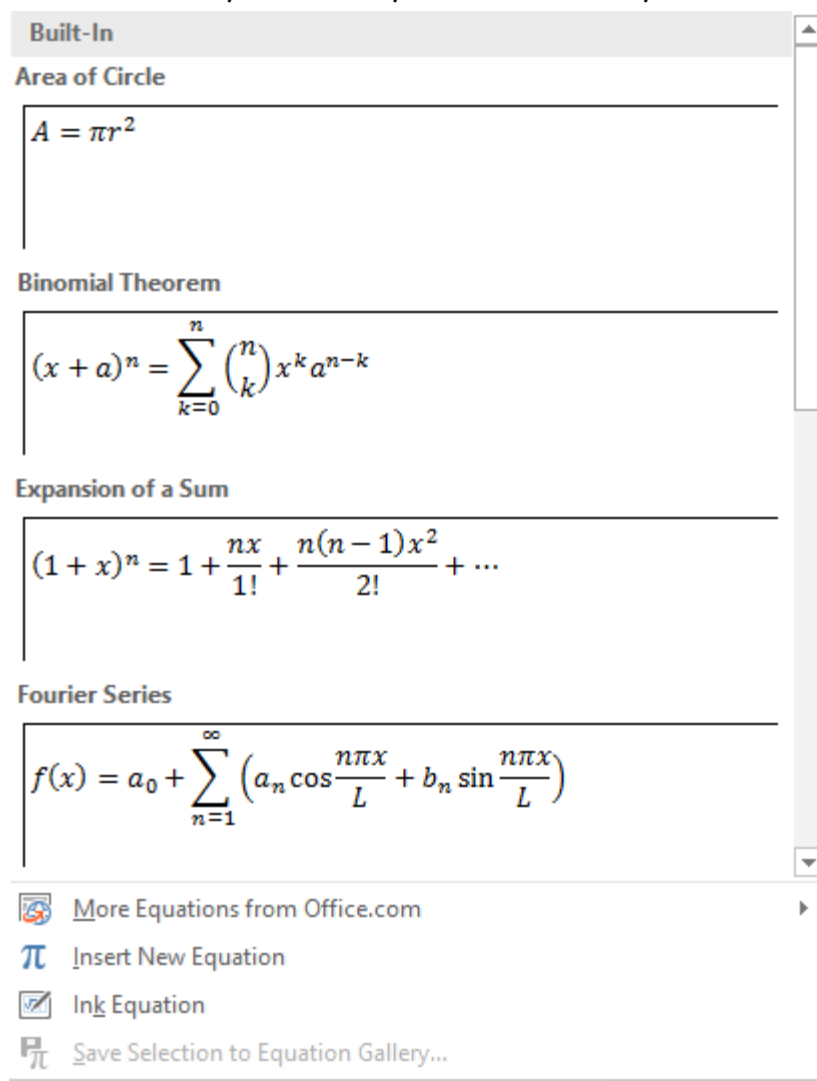 Built-In
Area of Circle
A = πr²
Binomial Theorem
(x + a)ⁿ = ∑ₖ₌₀ⁿ (n k) xᵏaⁿ⁻ᵏ
Expansion of a Sum
(1 + x)ⁿ = 1 + nx/1! + n(n − 1)x²/2! + ⋯
Fourier Series
f(x) = a₀ + ∑ₙ₌₁^∞ (aₙ cos nπx/L + bₙ sin nπx/L)
More Equations from Office.com
π Insert New Equation
Ink Equation
Save Selection to Equation Gallery...